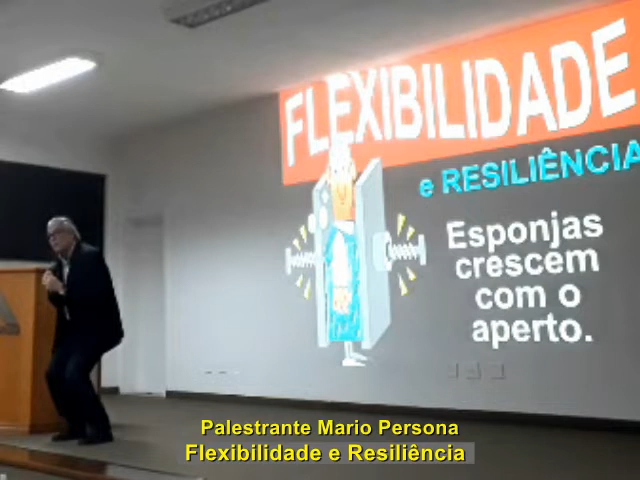 FLEXIBILIDADE
e RESILIÊNCIA
Esponjas
crescem
com o
aperto.
Palestrante Mario Persona
Flexibilidade e Resiliência